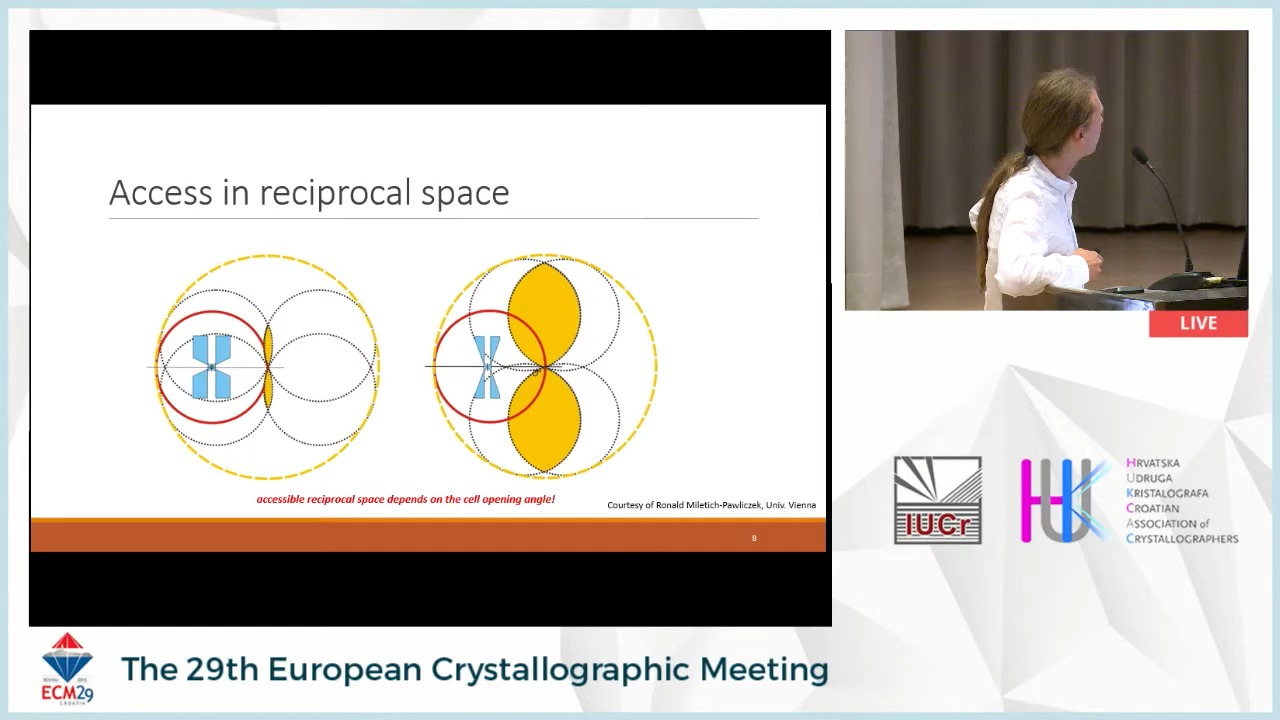 Access in reciprocal space
accessible reciprocal space depends on the cell opening angle!
Courtesy of Ronald Miletich-Pawliczek, Univ. Vienna
8
LIVE
IUCr
HRVATSKA
UDRUGA
KRISTALOGRAFA
CROATIAN
ASSOCIATION of
CRYSTALLOGRAPHERS
ECM29
CROATIA
The 29th European Crystallographic Meeting